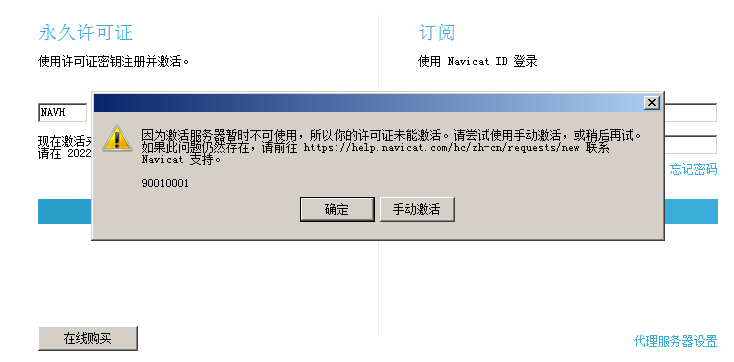 永久许可证
订阅
使用许可证密钥注册并激活。
使用 Navicat ID 登录
NAVH
现在激活
请在 2022
因为激活服务器暂时不可使用，所以你的许可证未能激活。请尝试使用手动激活，或稍后再试。
如果此问题仍然存在，请前往 https://help.navicat.com/hc/zh-cn/requests/new 联系
Navicat 支持。
90010001
确定
手动激活
忘记密码
在线购买
代理服务器设置